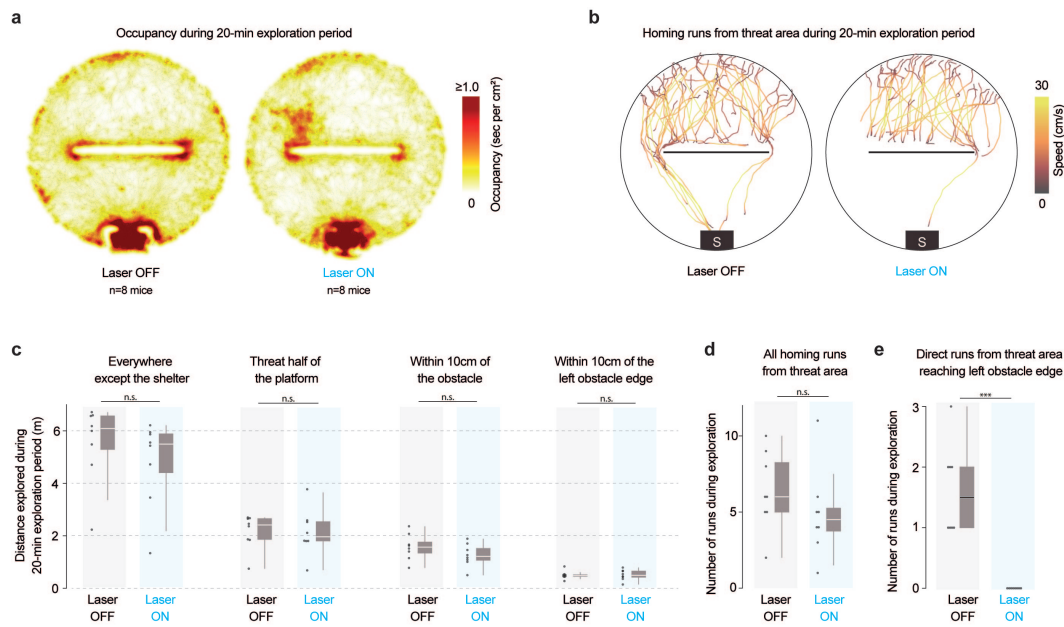 a
Occupancy during 20-min exploration period
≥1.0
0
Occupancy (sec per cm²)
Laser OFF
n=8 mice
Laser ON
n=8 mice
b
Homing runs from threat area during 20-min exploration period
S
S
Laser OFF
Laser ON
30
0
Speed (cm/s)
c
Everywhere
except the shelter
Threat half of
the platform
Within 10cm of
the obstacle
Within 10cm of the
left obstacle edge
n.s.
n.s.
n.s.
n.s.
Distance explored during
20-min exploration period (m)
6
4
2
0
Laser
OFF
Laser
ON
Laser
OFF
Laser
ON
Laser
OFF
Laser
ON
Laser
OFF
Laser
ON
d
All homing runs
from threat area
n.s.
Number of runs during exploration
10
5
0
Laser
OFF
Laser
ON
e
Direct runs from threat area
reaching left obstacle edge
***
Number of runs during exploration
3
2
1
0
Laser
OFF
Laser
ON